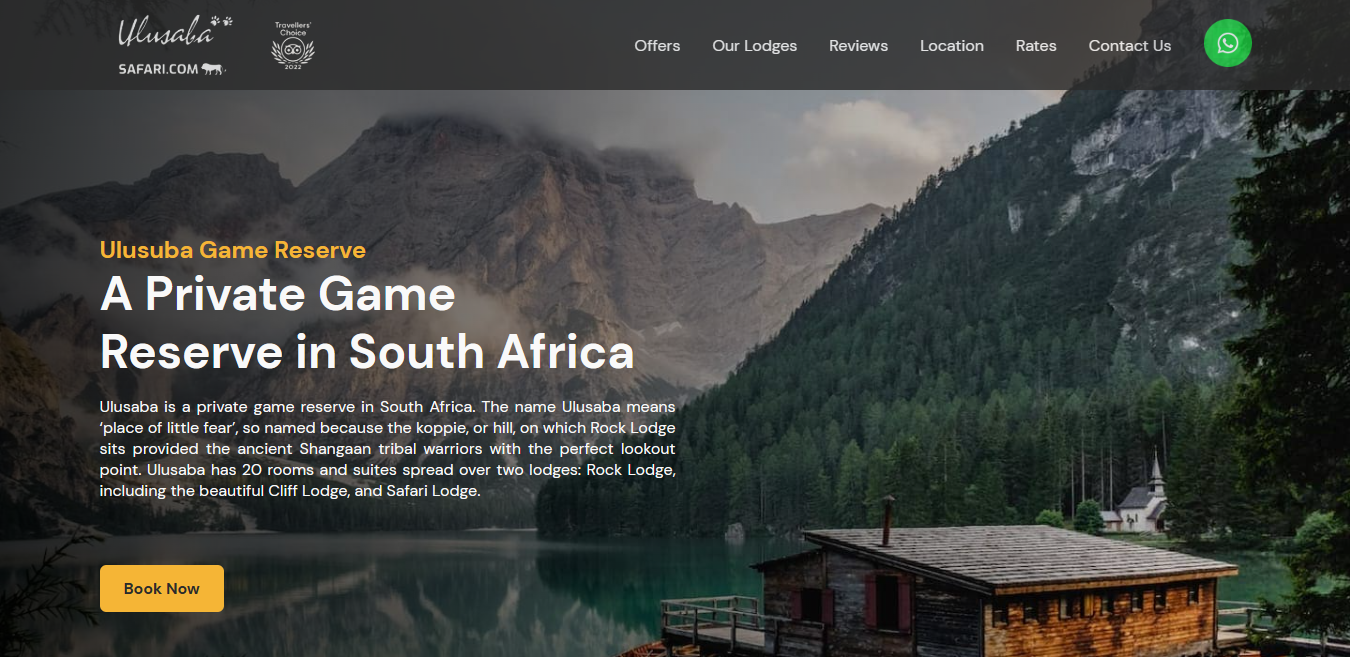 Ulusaba
SAFARI.COM
Travellers'
Choice
2022
Offers
Our Lodges
Reviews
Location
Rates
Contact Us
Ulusuba Game Reserve
A Private Game
Reserve in South Africa
Ulusaba is a private game reserve in South Africa. The name Ulusaba means
‘place of little fear’, so named because the koppie, or hill, on which Rock Lodge
sits provided the ancient Shangaan tribal warriors with the perfect lookout
point. Ulusaba has 20 rooms and suites spread over two lodges: Rock Lodge,
including the beautiful Cliff Lodge, and Safari Lodge.
Book Now